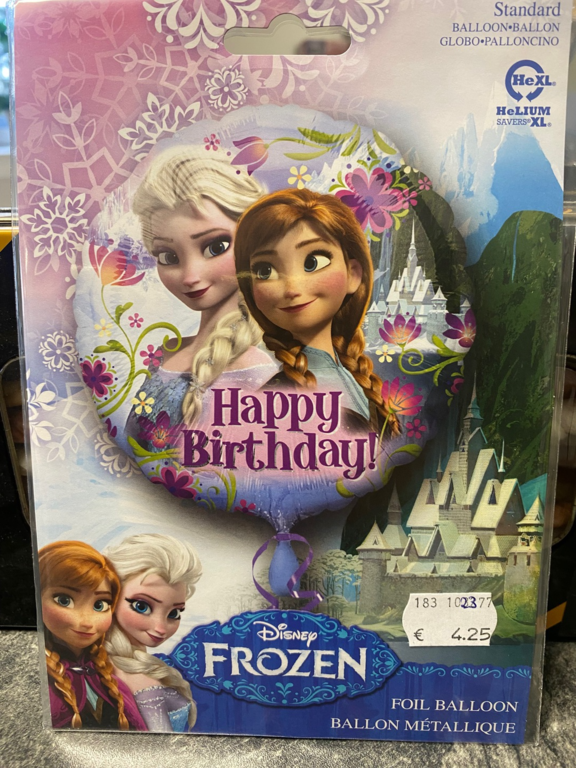 Standard
BALLOON•BALLON
GLOBO•PALLONCINO
HeXL®
HeLIUM
SAVERS®XL®
Happy
Birthday!
Disney
FROZEN
€ 4.25
FOIL BALLOON
BALLON MÉTALLIQUE